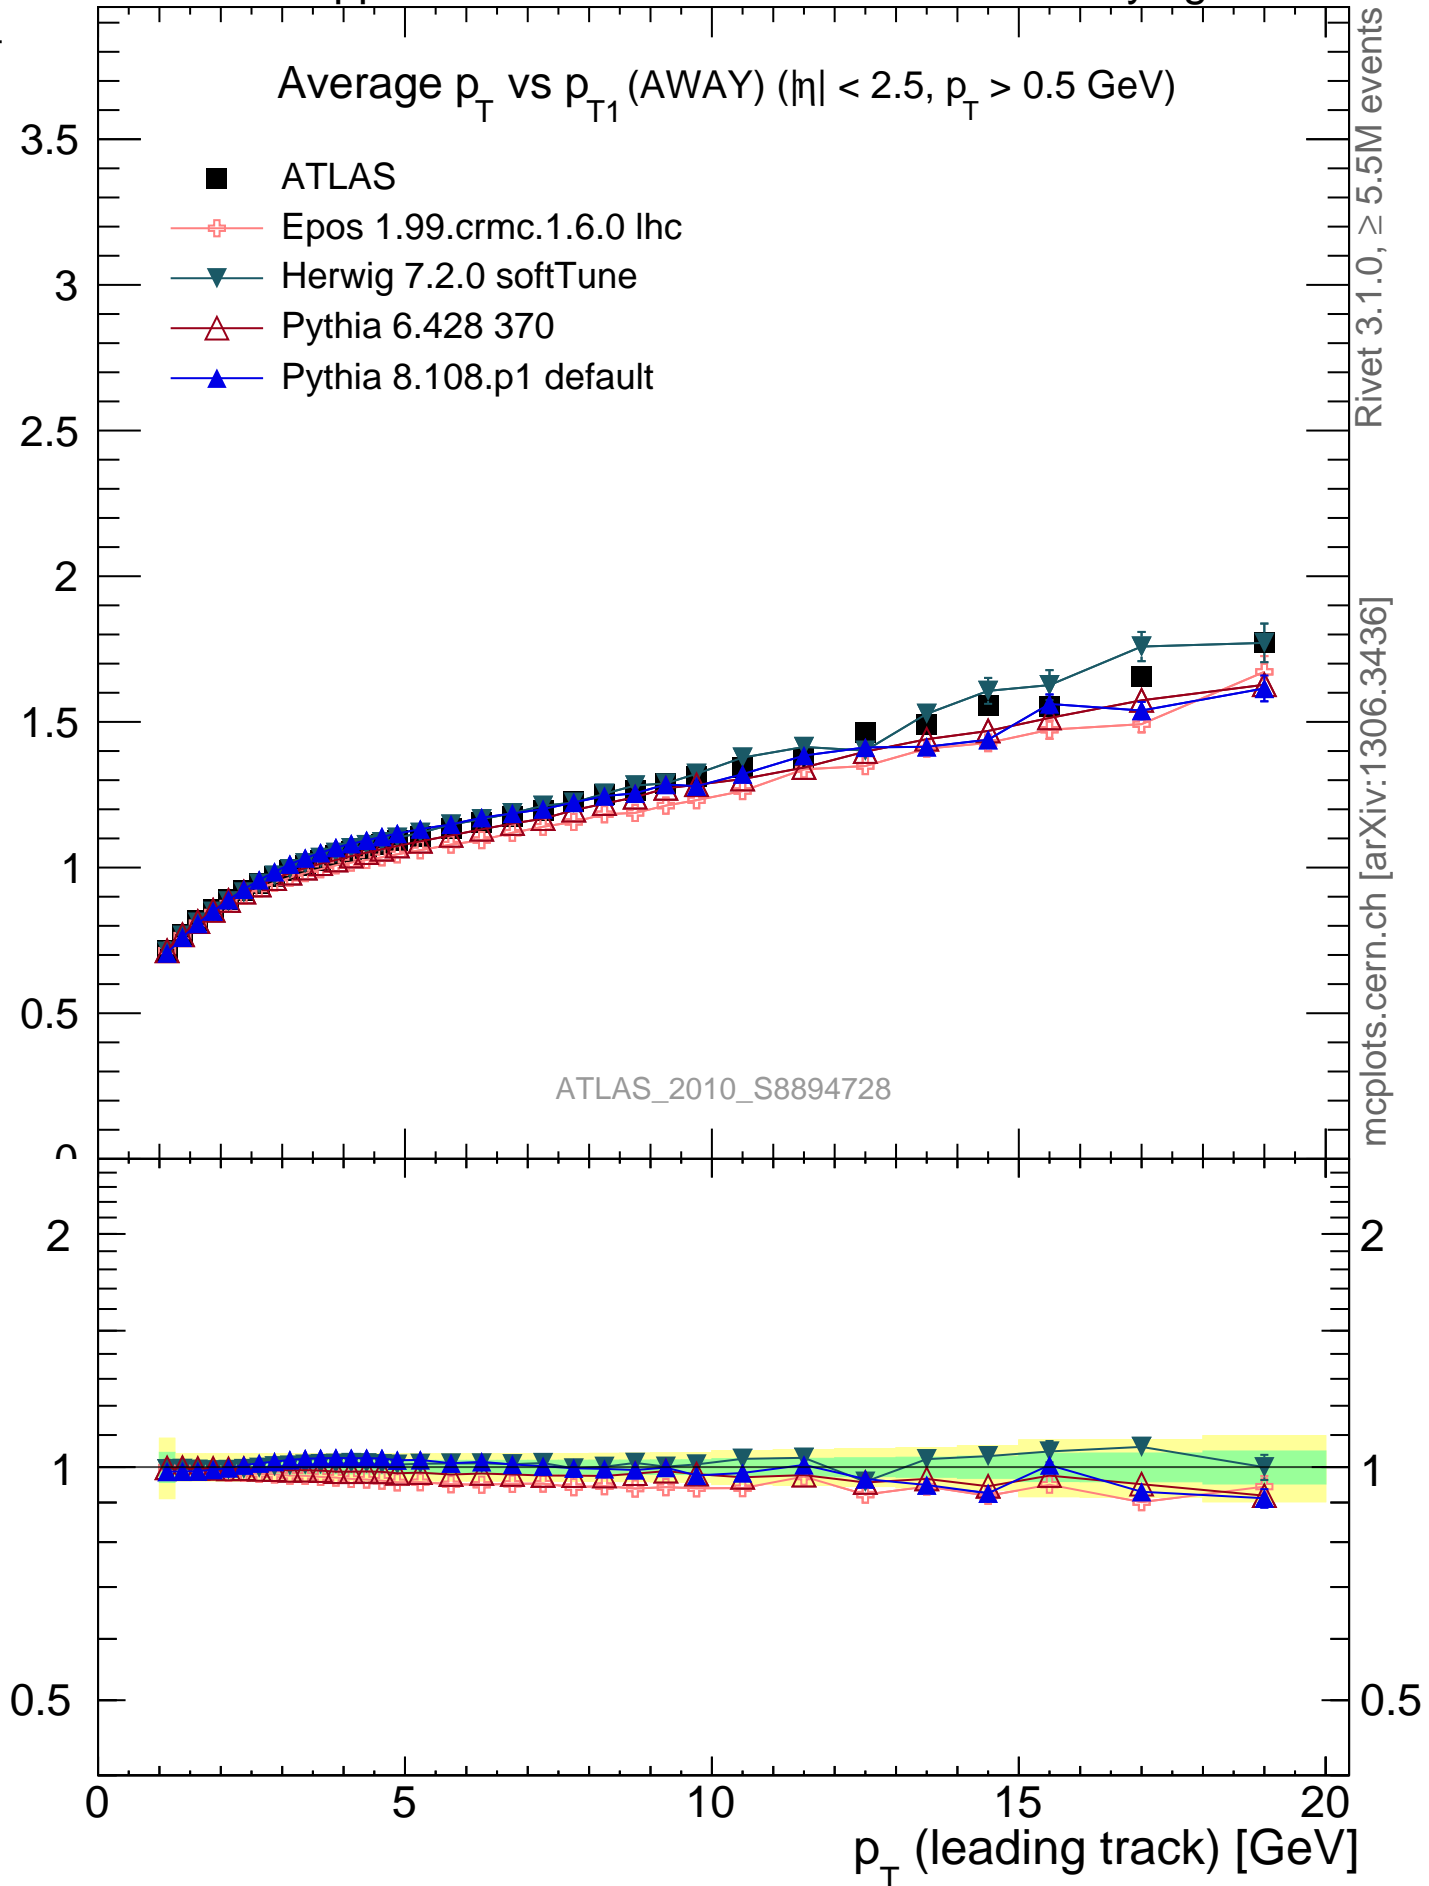 Average p_T vs p_T1 (AWAY) (|η| < 2.5, p_T > 0.5 GeV)
ATLAS
Epos 1.99.crmc.1.6.0 lhc
Herwig 7.2.0 softTune
Pythia 6.428 370
Pythia 8.108.p1 default
3.5
3
2.5
2
1.5
1
0.5
0
ATLAS_2010_S8894728
Rivet 3.1.0, ≥ 5.5M events
mcplots.cern.ch [arXiv:1306.3436]
2
1
0.5
2
1
0.5
0 5 10 15 20
p_T (leading track) [GeV]